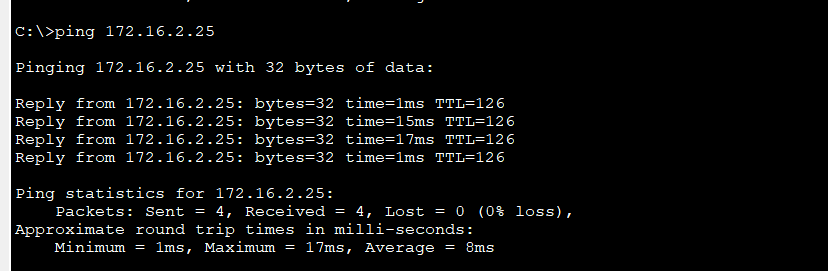 C:\>ping 172.16.2.25
Pinging 172.16.2.25 with 32 bytes of data:
Reply from 172.16.2.25: bytes=32 time=1ms TTL=126
Reply from 172.16.2.25: bytes=32 time=15ms TTL=126
Reply from 172.16.2.25: bytes=32 time=17ms TTL=126
Reply from 172.16.2.25: bytes=32 time=1ms TTL=126
Ping statistics for 172.16.2.25:
    Packets: Sent = 4, Received = 4, Lost = 0 (0% loss),
Approximate round trip times in milli-seconds:
    Minimum = 1ms, Maximum = 17ms, Average = 8ms